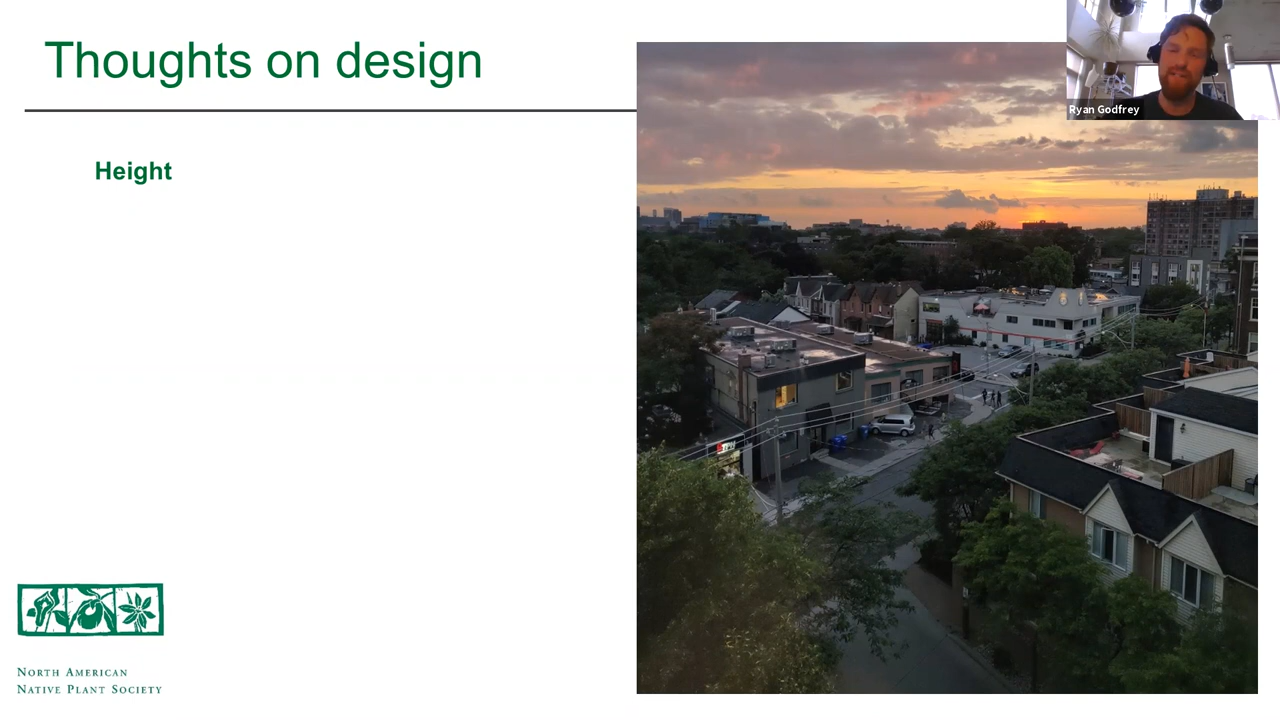 Thoughts on design
Ryan Godfrey
Height
NORTH AMERICAN
NATIVE PLANT SOCIETY